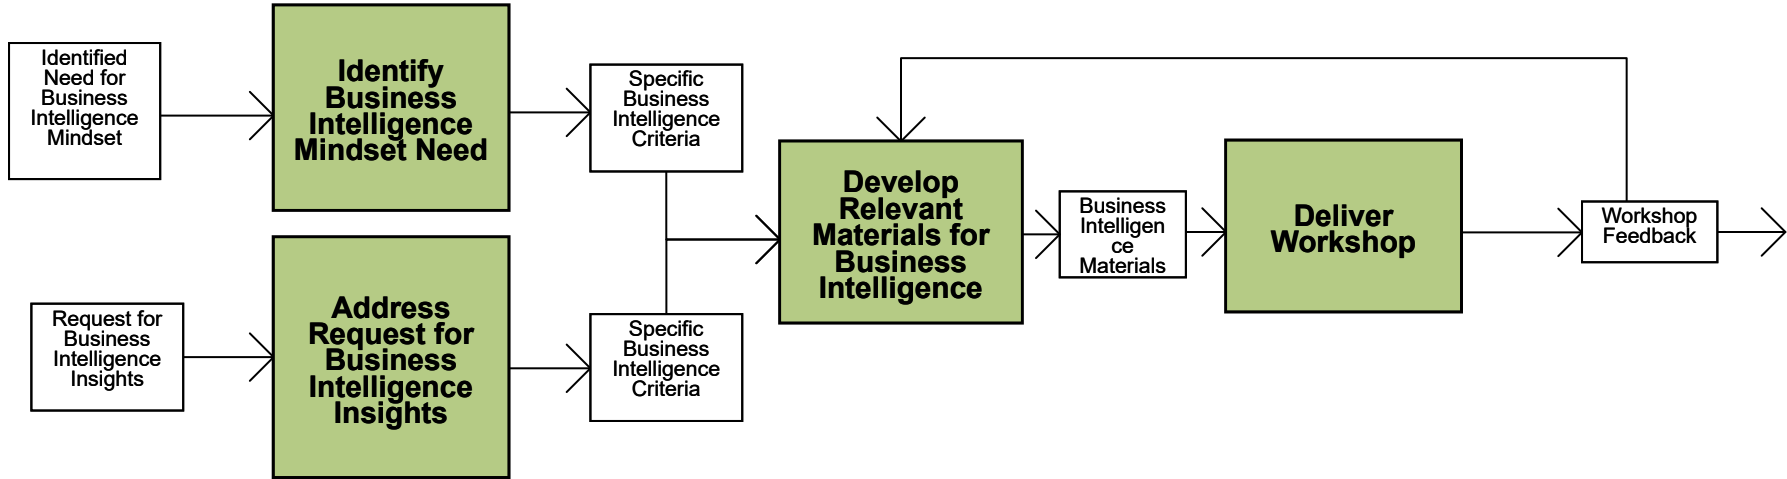 Identified
Need for
Business
Intelligence
Mindset
Identify
Business
Intelligence
Mindset Need
Specific
Business
Intelligence
Criteria
Request for
Business
Intelligence
Insights
Address
Request for
Business
Intelligence
Insights
Specific
Business
Intelligence
Criteria
Develop
Relevant
Materials for
Business
Intelligence
Business
Intelligen
ce
Materials
Deliver
Workshop
Workshop
Feedback